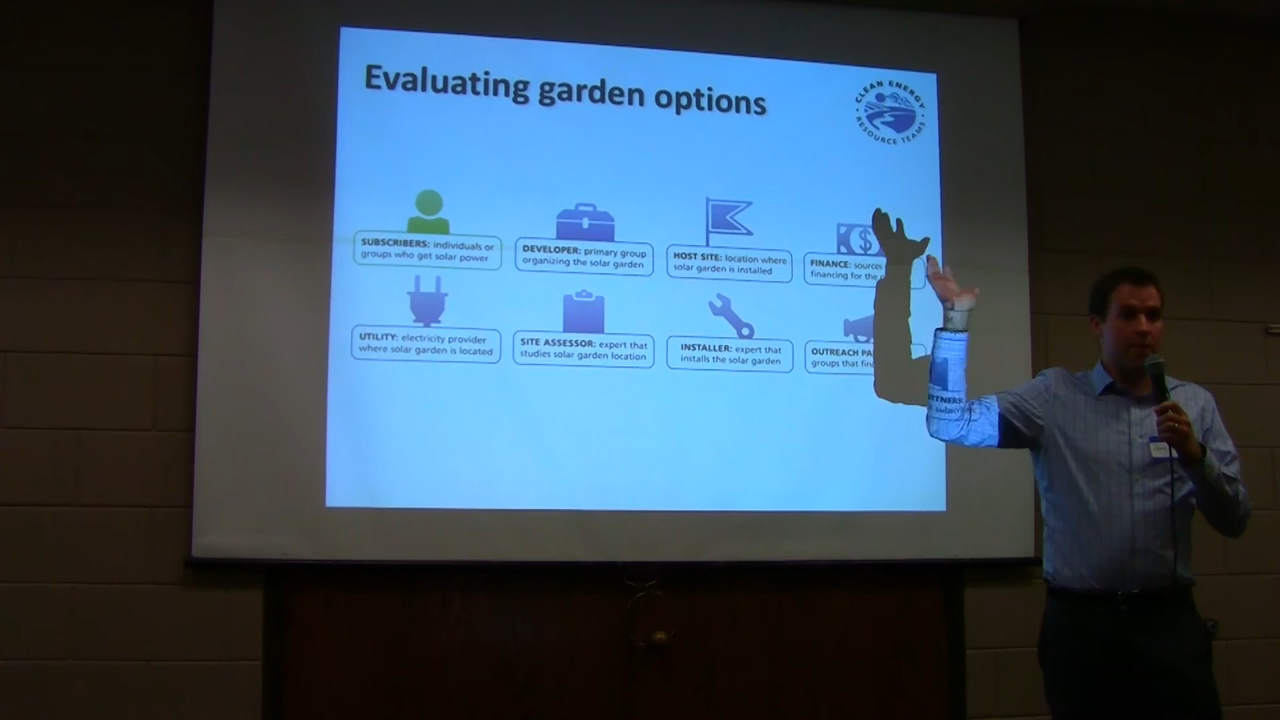 Evaluating garden options
CLEAN ENERGY
RESOURCE TEAMS
SUBSCRIBERS: individuals or
groups who get solar power
DEVELOPER: primary group
organizing the solar garden
HOST SITE: location where
solar garden is installed
$
FINANCE: sources
financing for the
UTILITY: electricity provider
where solar garden is located
SITE ASSESSOR: expert that
studies solar garden location
INSTALLER: expert that
installs the solar garden
OUTREACH PA RTNERS:
groups that